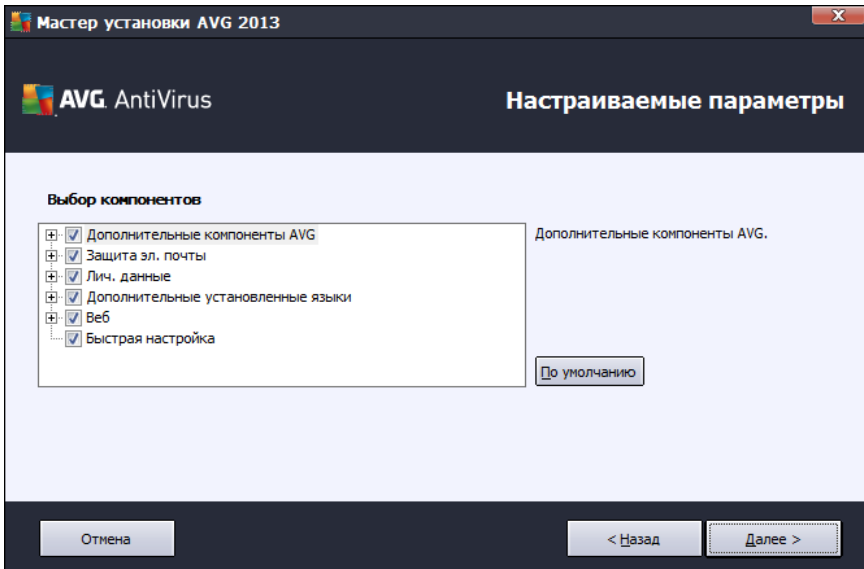 Мастер установки AVG 2013
AVG. AntiVirus
Настраиваемые параметры
Выбор компонентов
Дополнительные компоненты AVG
Защита эл. почты
Лич. данные
Дополнительные установленные языки
Веб
Быстрая настройка
Дополнительные компоненты AVG.
По умолчанию
Отмена
< Назад
Далее >